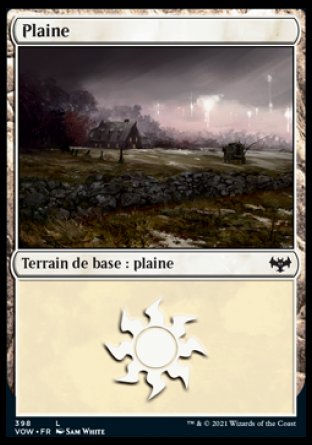 Plaine
Terrain de base : plaine
398 L
VOW • FR Sam White ™ & © 2021 Wizards of the Coast